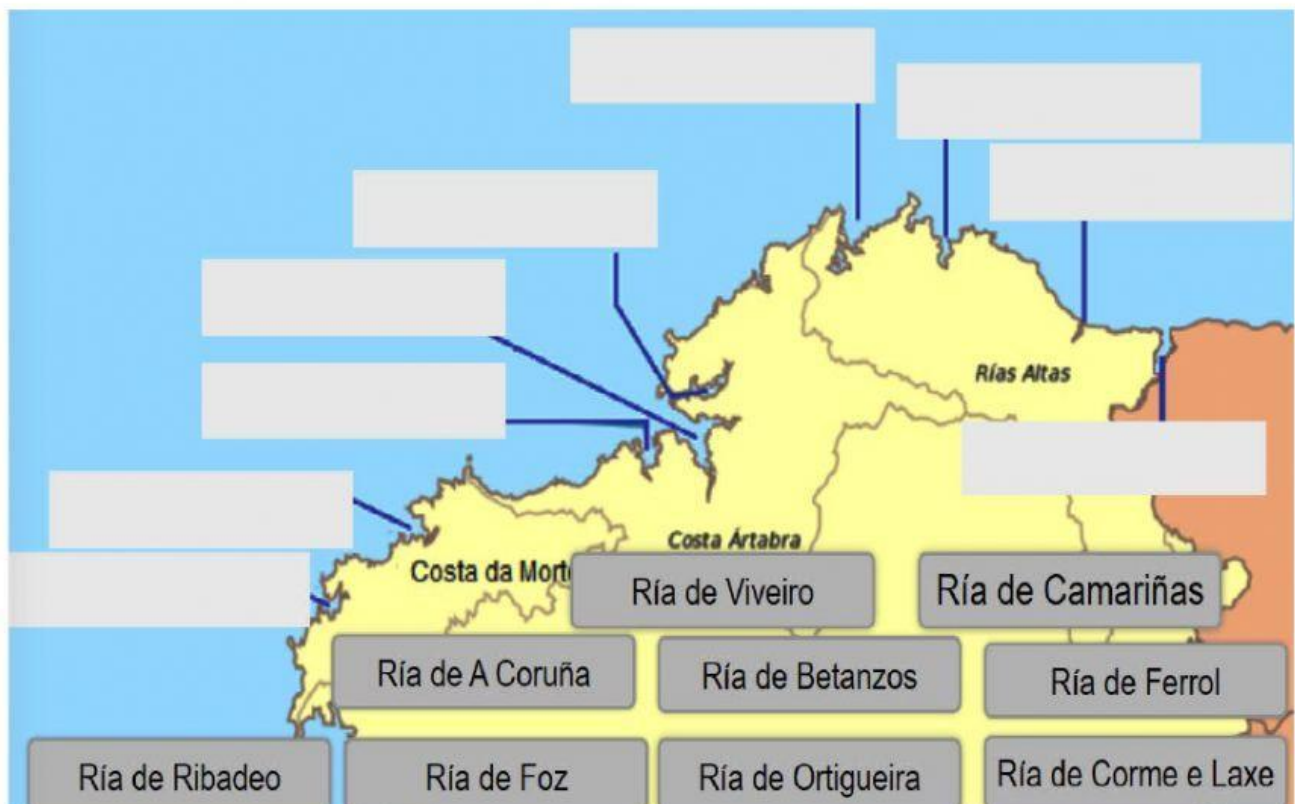 Rías Altas
Costa Ártabra
Costa da Morte
Ría de Viveiro
Ría de Camariñas
Ría de A Coruña
Ría de Betanzos
Ría de Ferrol
Ría de Ribadeo
Ría de Foz
Ría de Ortigueira
Ría de Corme e Laxe